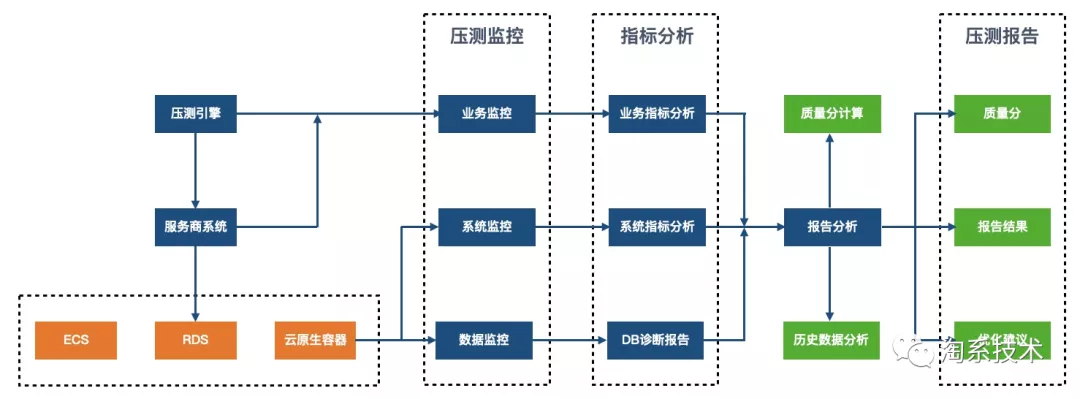 压测监控
指标分析
压测报告
压测引擎
业务监控
业务指标分析
质量分计算
质量分
服务商系统
系统监控
系统指标分析
报告分析
报告结果
ECS
RDS
云原生容器
数据监控
DB诊断报告
历史数据分析
优化建议
淘系技术